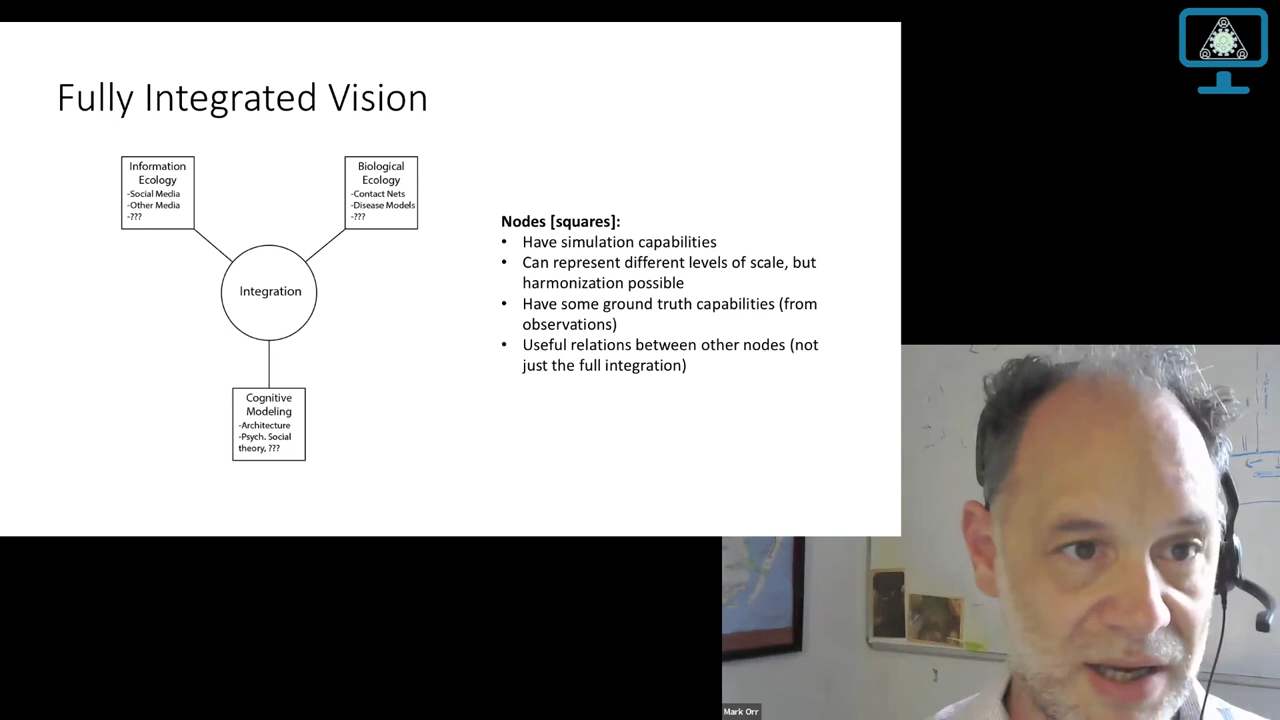 Fully Integrated Vision
Information
Ecology
-Social Media
-Other Media
-???
Biological
Ecology
-Contact Nets
-Disease Models
-???
Integration
Cognitive
Modeling
-Architecture
-Psych. Social
theory, ???
Nodes [squares]:
• Have simulation capabilities
• Can represent different levels of scale, but
harmonization possible
• Have some ground truth capabilities (from
observations)
• Useful relations between other nodes (not
just the full integration)
Mark Orr